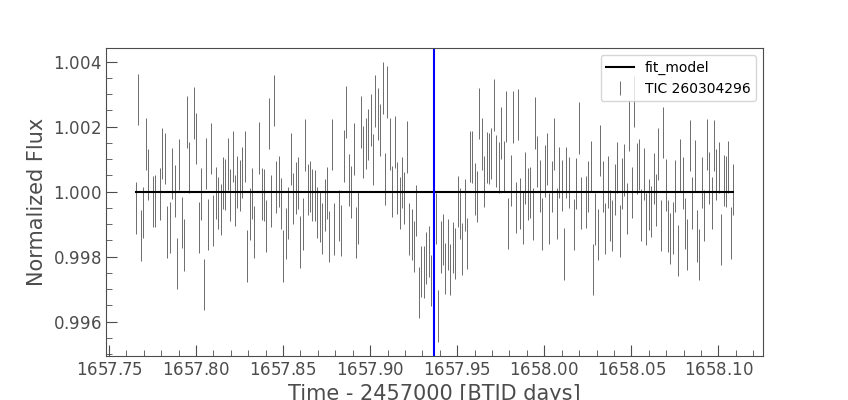 1.004
1.002
1.000
0.998
0.996
Normalized Flux
fit_model
TIC 260304296
1657.75 1657.80 1657.85 1657.90 1657.95 1658.00 1658.05 1658.10
Time - 2457000 [BTJD days]